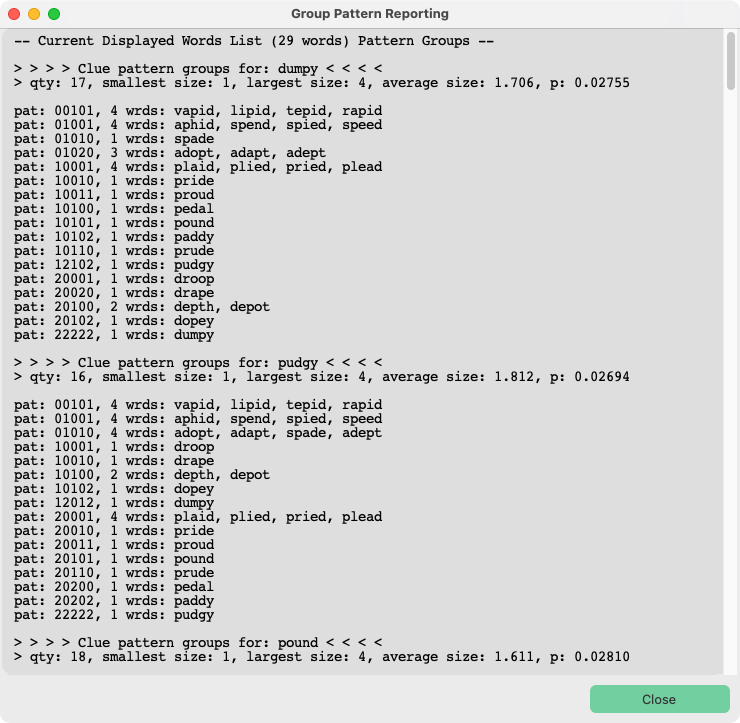 Group Pattern Reporting
-- Current Displayed Words List (29 words) Pattern Groups --
> > > > Clue pattern groups for: dumpy < < < <
> qty: 17, smallest size: 1, largest size: 4, average size: 1.706, p: 0.02755
pat: 00101, 4 wrds: vapid, lipid, tepid, rapid
pat: 01001, 4 wrds: aphid, spend, spied, speed
pat: 01010, 1 wrds: spade
pat: 01020, 3 wrds: adopt, adapt, adept
pat: 10001, 4 wrds: plaid, plied, pried, plead
pat: 10010, 1 wrds: pride
pat: 10011, 1 wrds: proud
pat: 10100, 1 wrds: pedal
pat: 10101, 1 wrds: pound
pat: 10102, 1 wrds: paddy
pat: 10110, 1 wrds: prude
pat: 12102, 1 wrds: pudgy
pat: 20001, 1 wrds: droop
pat: 20020, 1 wrds: drape
pat: 20100, 2 wrds: depth, depot
pat: 20102, 1 wrds: dopey
pat: 22222, 1 wrds: dumpy
> > > > Clue pattern groups for: pudgy < < < <
> qty: 16, smallest size: 1, largest size: 4, average size: 1.812, p: 0.02694
pat: 00101, 4 wrds: vapid, lipid, tepid, rapid
pat: 01001, 4 wrds: aphid, spend, spied, speed
pat: 01010, 4 wrds: adopt, adapt, spade, adept
pat: 10001, 1 wrds: droop
pat: 10010, 1 wrds: drape
pat: 10100, 2 wrds: depth, depot
pat: 10102, 1 wrds: dopey
pat: 12012, 1 wrds: dumpy
pat: 20001, 4 wrds: plaid, plied, pried, plead
pat: 20010, 1 wrds: pride
pat: 20011, 1 wrds: proud
pat: 20101, 1 wrds: pound
pat: 20110, 1 wrds: prude
pat: 20200, 1 wrds: pedal
pat: 20202, 1 wrds: paddy
pat: 22222, 1 wrds: pudgy
> > > > Clue pattern groups for: pound < < < <
> qty: 18, smallest size: 1, largest size: 4, average size: 1.611, p: 0.02810
Close